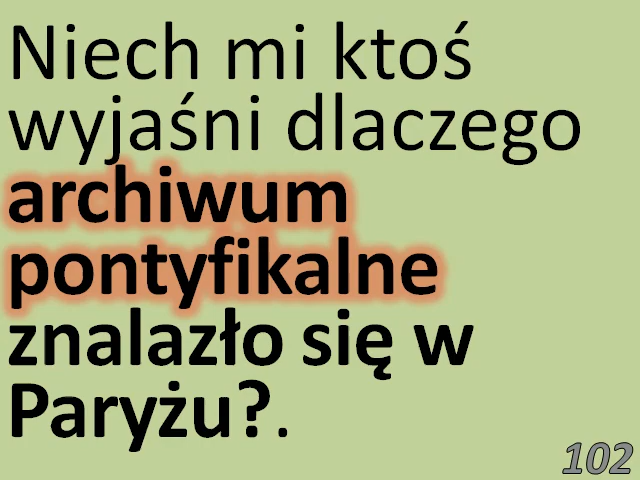 Niech mi ktoś
wyjaśni dlaczego
archiwum
pontyfikalne
znalazło się w
Paryżu?.
102